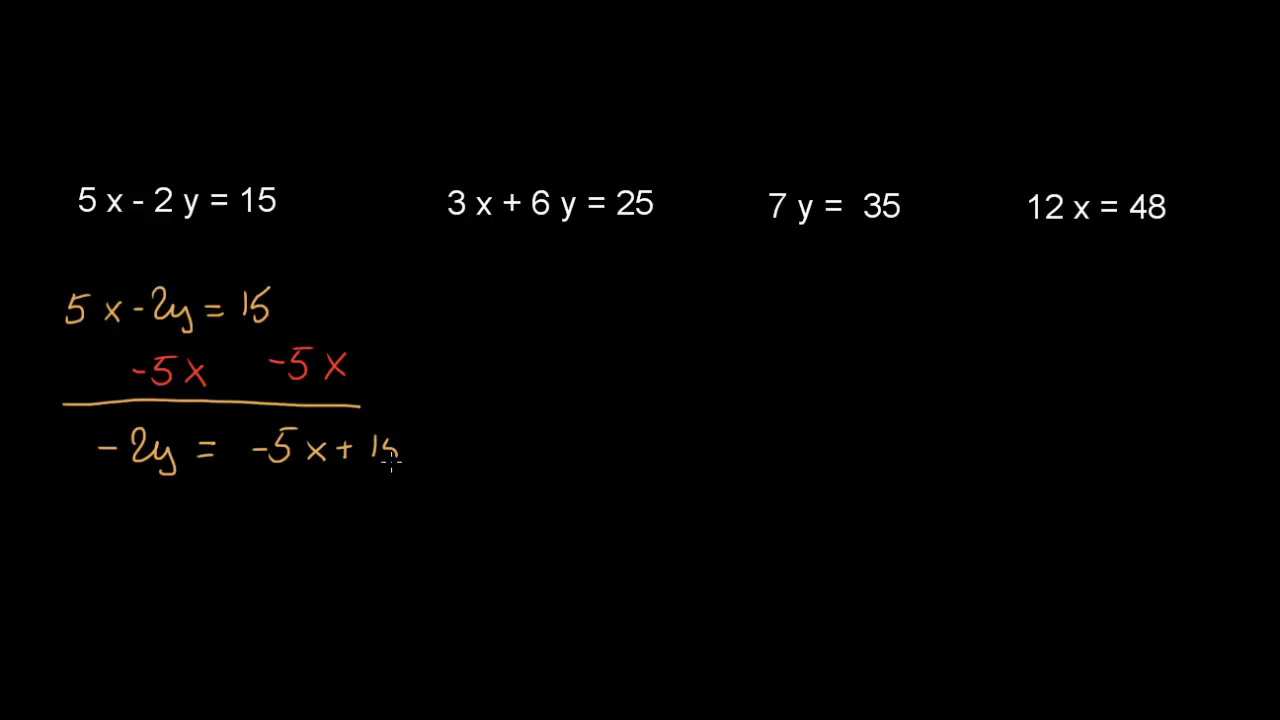 5 x - 2 y = 15 3 x + 6 y = 25 7 y = 35 12 x = 48
5 x - 2y = 15
-5 x -5 x
- 2y = -5 x + 15